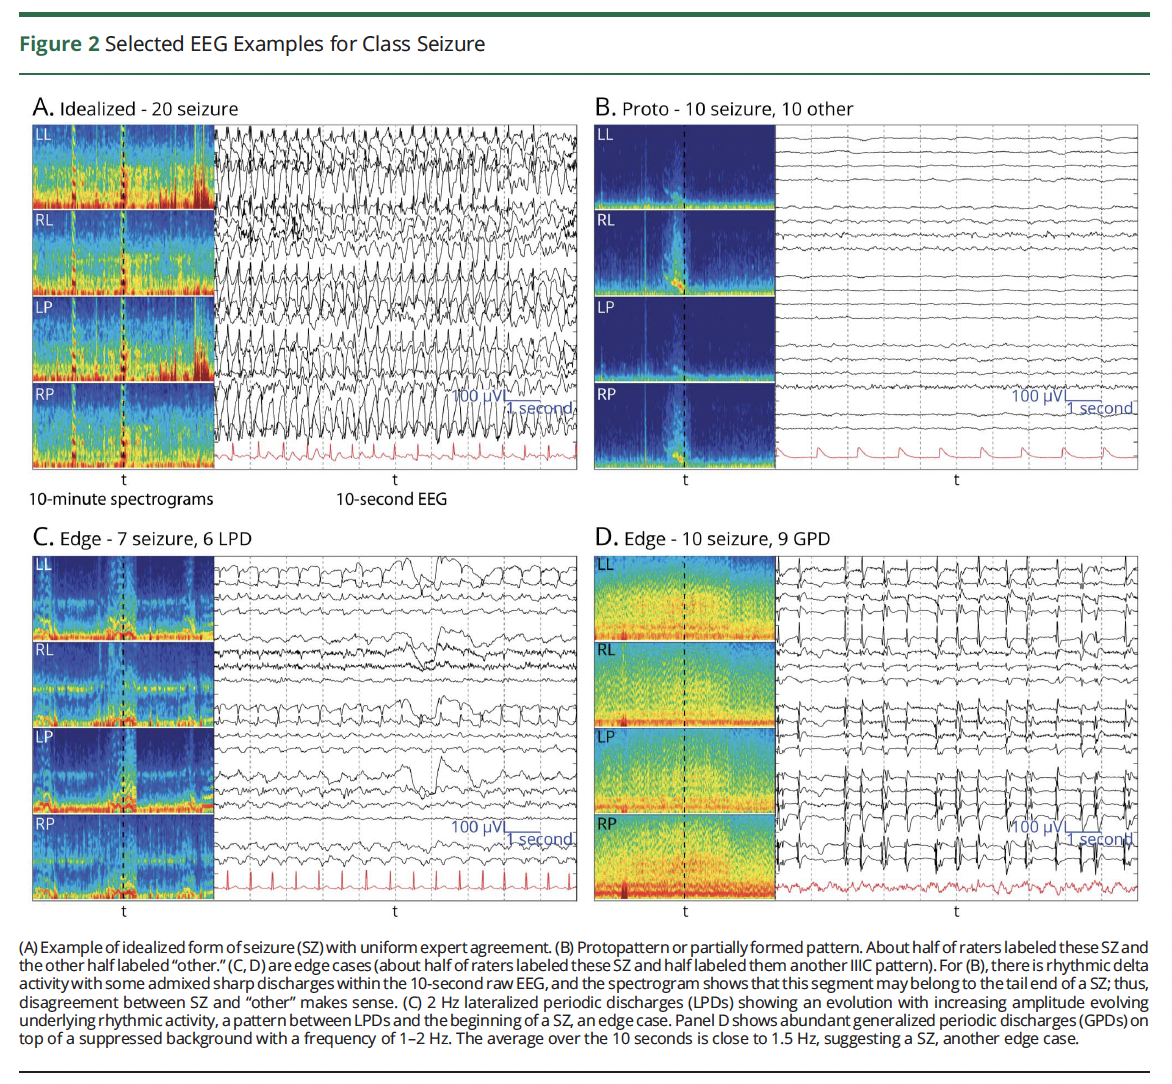 Figure 2 Selected EEG Examples for Class Seizure
A. Idealized - 20 seizure
LL
RL
LP
RP
100 μV
1 second
t
t
10-minute spectrograms
10-second EEG
B. Proto - 10 seizure, 10 other
LL
RL
LP
RP
100 μV
1 second
t
t
C. Edge - 7 seizure, 6 LPD
LL
RL
LP
RP
100 μV
1 second
t
t
D. Edge - 10 seizure, 9 GPD
LL
RL
LP
RP
100 μV
1 second
t
t
(A) Example of idealized form of seizure (SZ) with uniform expert agreement. (B) Protopattern or partially formed pattern. About half of raters labeled these SZ and
the other half labeled “other.” (C, D) are edge cases (about half of raters labeled these SZ and half labeled them another IIIC pattern). For (B), there is rhythmic delta
activity with some admixed sharp discharges within the 10-second raw EEG, and the spectrogram shows that this segment may belong to the tail end of a SZ; thus,
disagreement between SZ and “other” makes sense. (C) 2 Hz lateralized periodic discharges (LPDs) showing an evolution with increasing amplitude evolving
underlying rhythmic activity, a pattern between LPDs and the beginning of a SZ, an edge case. Panel D shows abundant generalized periodic discharges (GPDs) on
top of a suppressed background with a frequency of 1–2 Hz. The average over the 10 seconds is close to 1.5 Hz, suggesting a SZ, another edge case.